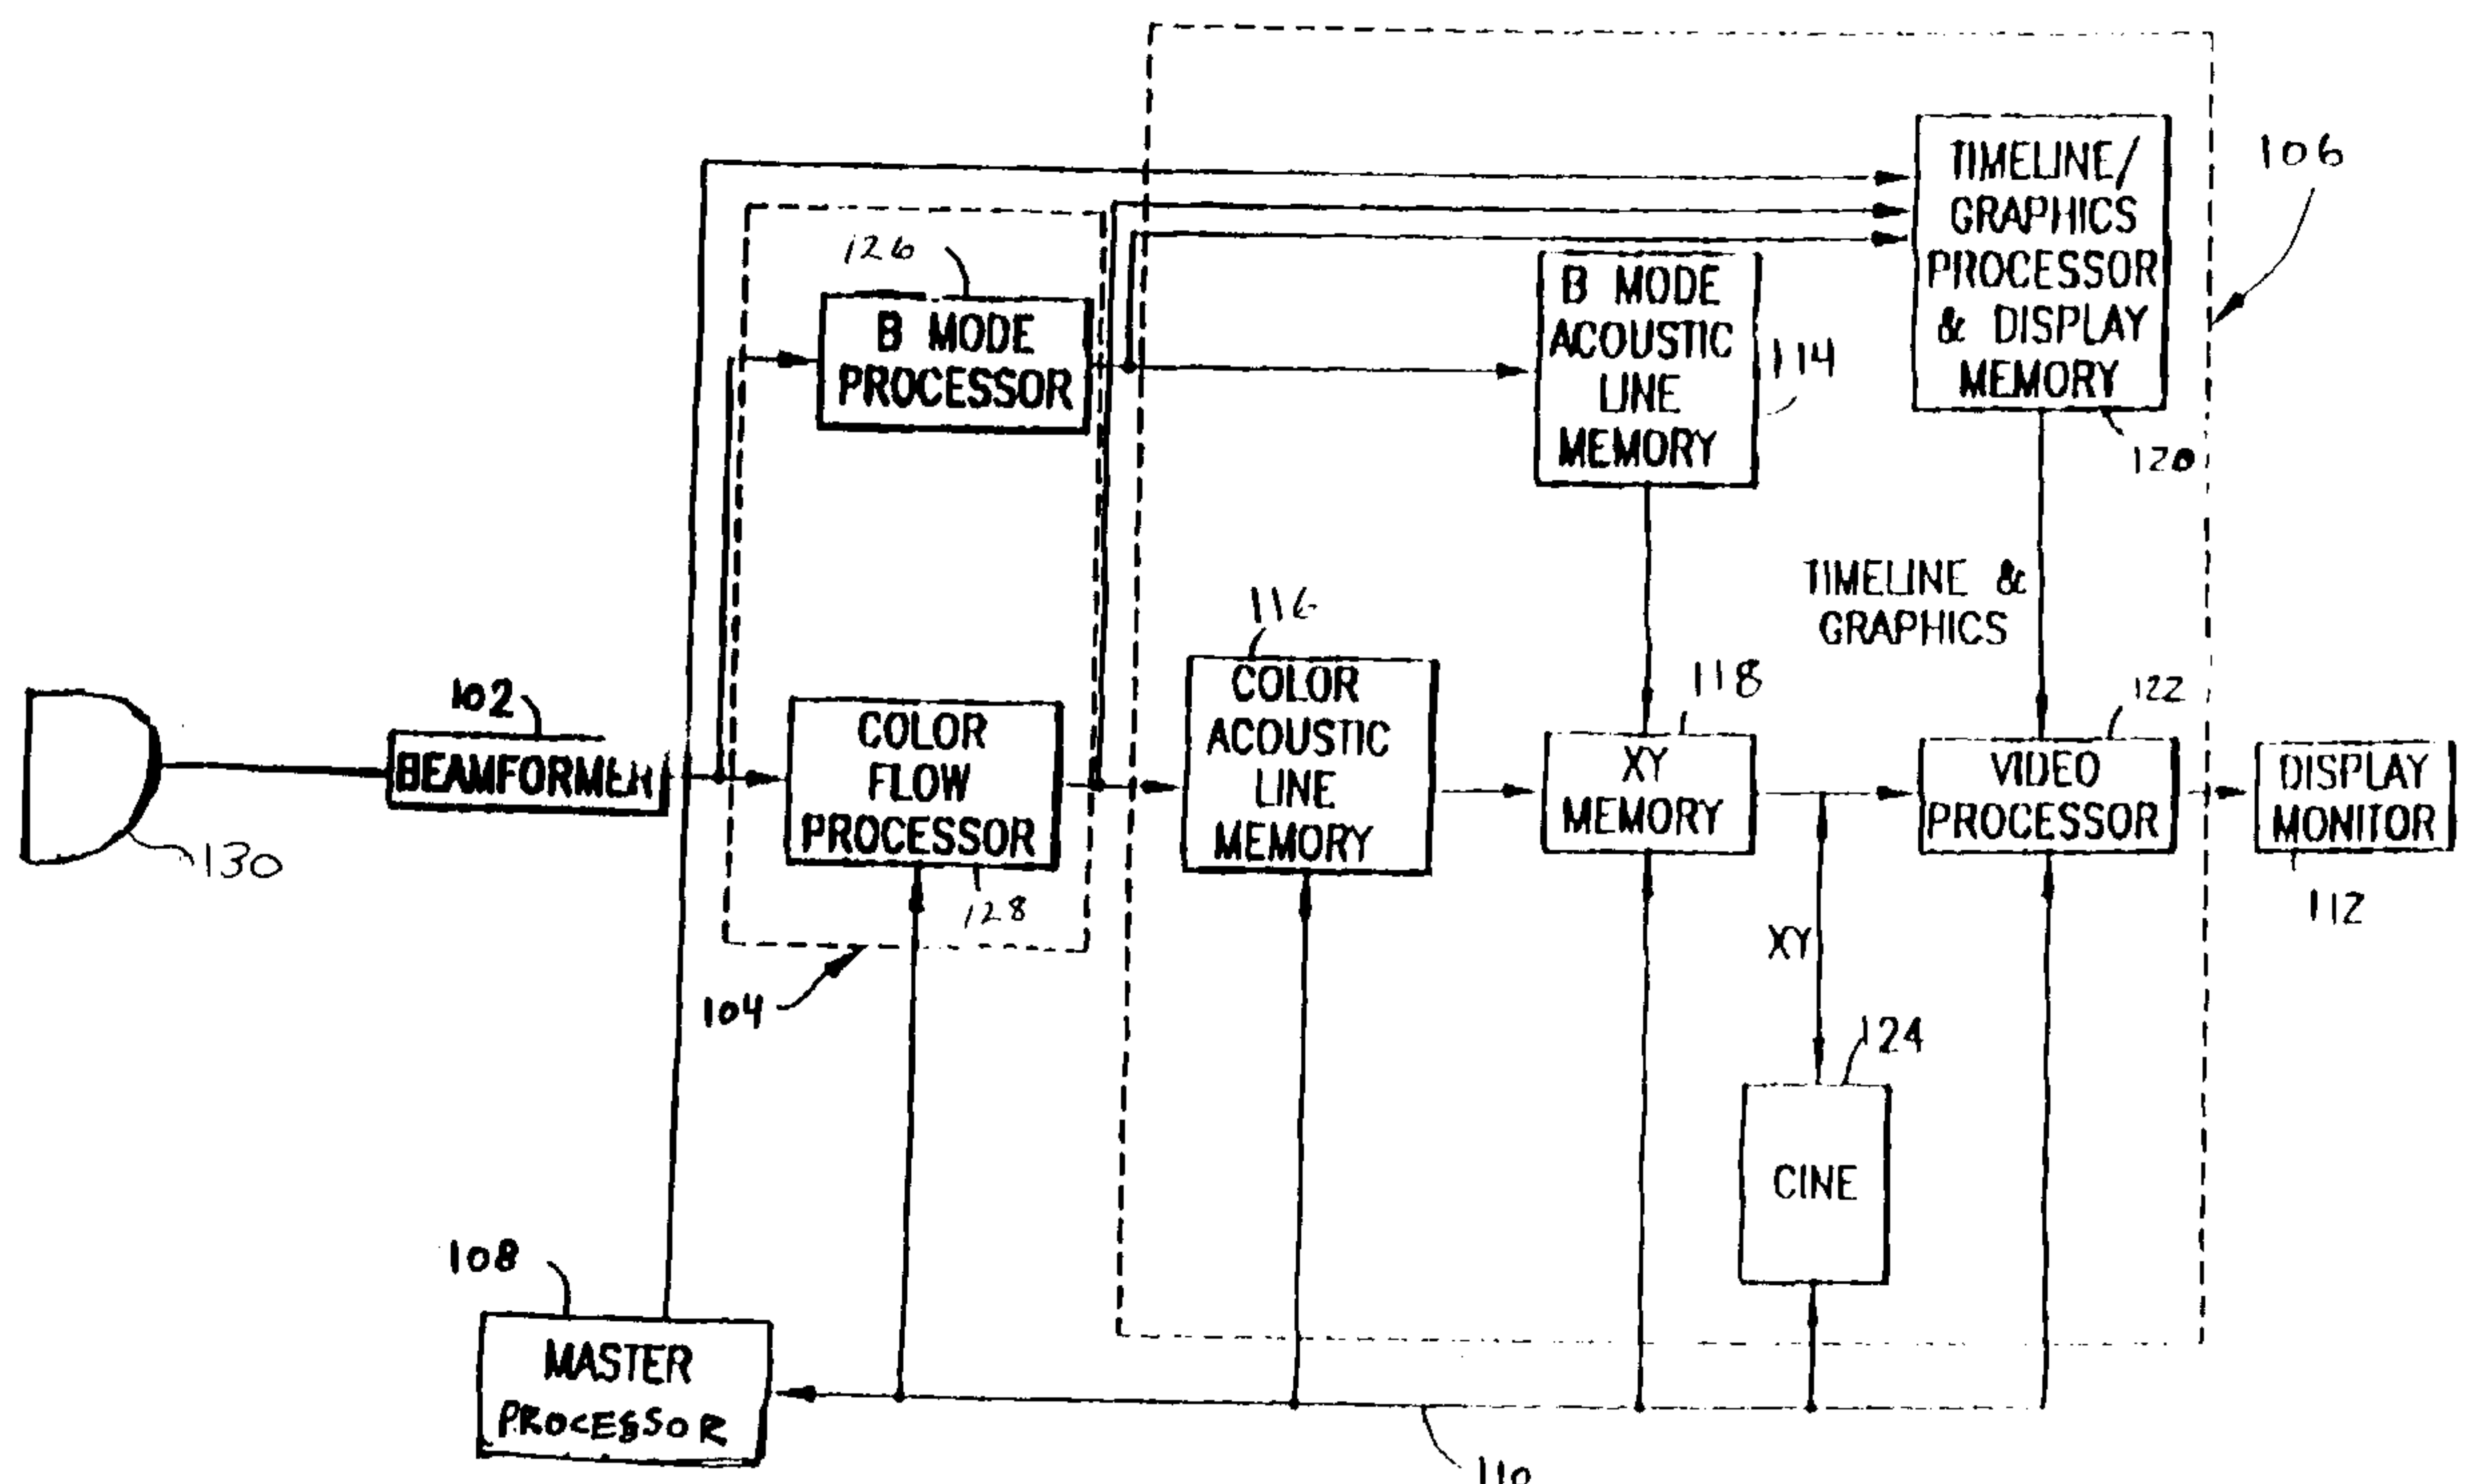 106
TIMELINE/
GRAPHICS
PROCESSOR
& DISPLAY
MEMORY
120
126
B MODE
PROCESSOR
B MODE
ACOUSTIC
LINE
MEMORY
114
TIMELINE &
GRAPHICS
116
COLOR
ACOUSTIC
LINE
MEMORY
118
XY
MEMORY
122
VIDEO
PROCESSOR
DISPLAY
MONITOR
112
102
BEAMFORMER
COLOR
FLOW
PROCESSOR
128
130
104
XY
124
CINE
108
MASTER
PROCESSOR
110